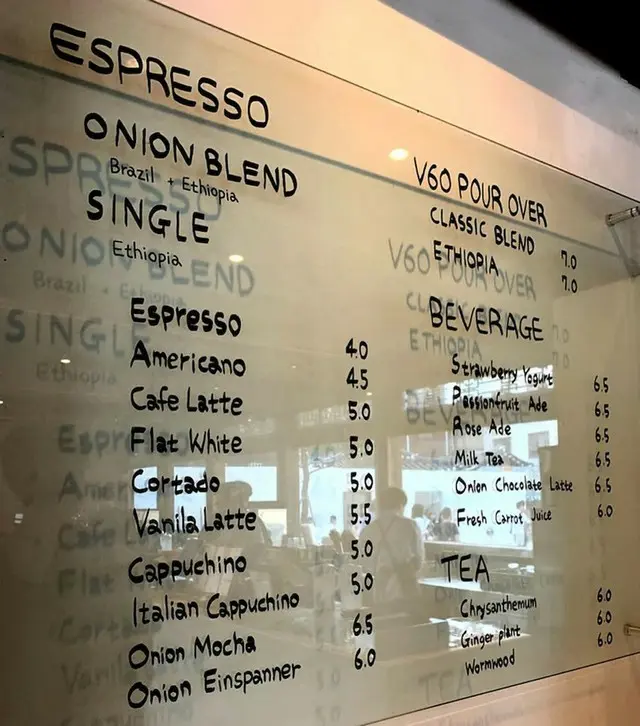 ESPRESSO
ONION BLEND
Brazil + Ethiopia
SINGLE
Ethiopia
Espresso 4.0
Americano 4.5
Cafe Latte 5.0
Flat White 5.0
Cortado 5.0
Vanila Latte 5.5
Cappuchino 5.0
Italian Cappuchino 5.0
Onion Mocha 6.5
Onion Einspanner 6.0
V60 POUR OVER
CLASSIC BLEND 7.0
ETHIOPIA 7.0
BEVERAGE
Strawberry Yogurt 6.5
Passionfruit Ade 6.5
Rose Ade 6.5
Milk Tea 6.5
Onion Chocolate Latte 6.5
Fresh Carrot Juice 6.0
TEA
Chrysanthemum 6.0
Ginger plant 6.0
Wormwood 6.0